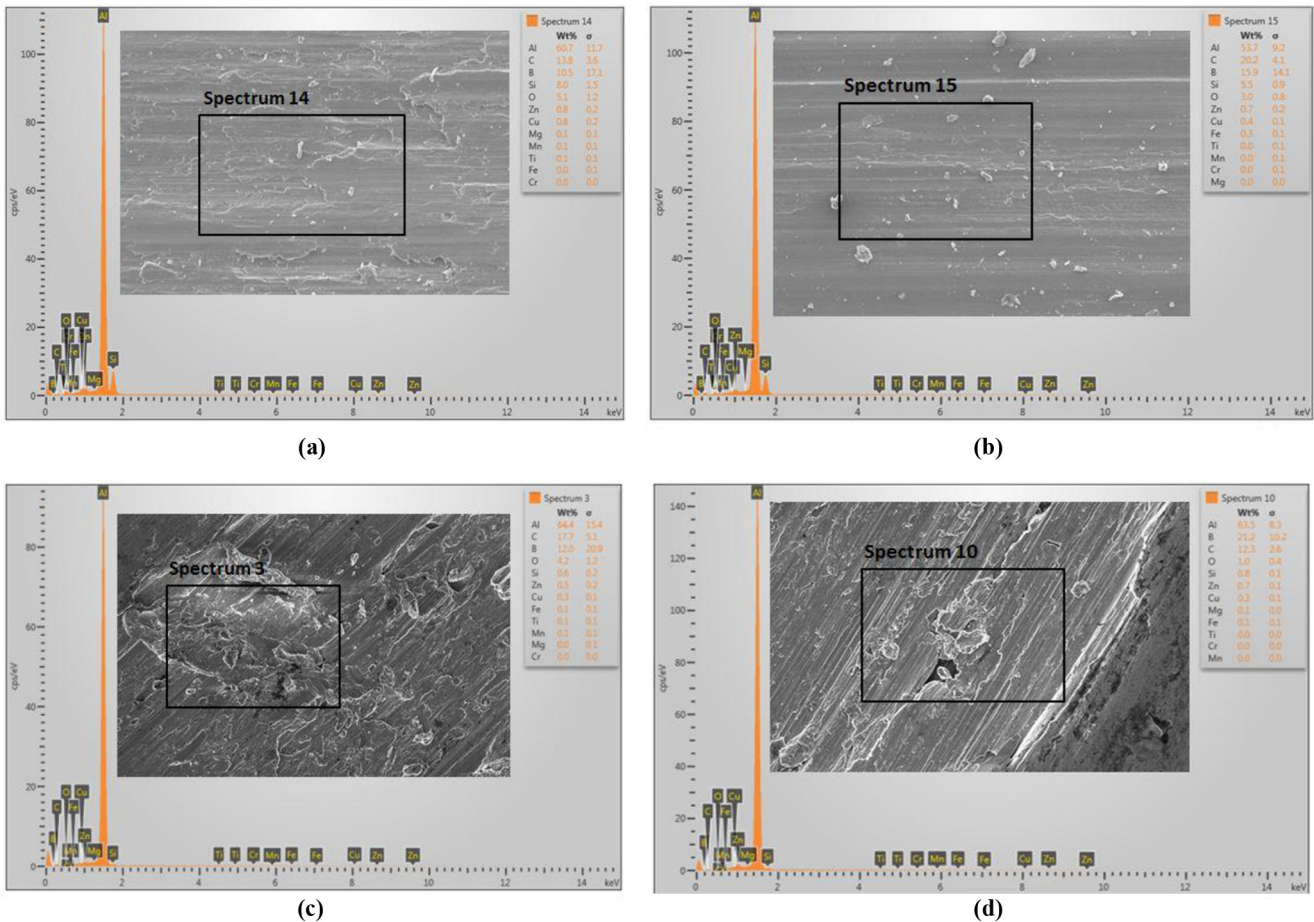 Spectrum 14
Wt% σ
Al 60.7 11.7
C 13.8 3.6
B 10.5 17.1
Si 8.0 1.5
O 5.1 1.2
Zn 0.8 0.2
Cu 0.8 0.2
Mg 0.1 0.1
Mn 0.1 0.1
Ti 0.1 0.1
Fe 0.0 0.1
Cr 0.0 0.0
Spectrum 14
Al
cps/eV
100
80
60
40
20
0
O Cu
C Fe Si
B Mg
Ti Ti Cr Mn Fe Fe Cu Zn Zn
0 2 4 6 8 10 12 14 keV
(a)
Spectrum 15
Wt% σ
Al 53.7 9.2
C 20.2 4.1
B 15.9 14.1
Si 5.5 0.9
O 3.0 0.8
Zn 0.7 0.2
Cu 0.4 0.1
Fe 0.3 0.1
Ti 0.0 0.1
Mn 0.0 0.1
Cr 0.0 0.1
Mg 0.0 0.0
Spectrum 15
Al
cps/eV
100
80
60
40
20
0
O Zn
C Fe Mg
B Cu Si
Ti Ti Cr Mn Fe Fe Cu Zn Zn
0 2 4 6 8 10 12 14 keV
(b)
Spectrum 3
Wt% σ
Al 64.4 15.4
C 17.7 5.1
B 12.0 20.9
O 4.2 1.2
Si 0.6 0.2
Zn 0.5 0.2
Cu 0.3 0.1
Fe 0.1 0.1
Ti 0.1 0.1
Mn 0.1 0.1
Mg 0.0 0.1
Cr 0.0 0.0
Spectrum 3
Al
cps/eV
80
60
40
20
0
O Cu
C Fe
B Zn
Mn Mg Si
Ti Ti Cr Mn Fe Fe Cu Zn Zn
0 2 4 6 8 10 12 14 keV
(c)
Spectrum 10
Wt% σ
Al 63.5 8.3
B 21.2 10.2
C 12.3 2.6
O 1.0 0.4
Si 0.8 0.1
Zn 0.7 0.1
Cu 0.3 0.1
Mg 0.1 0.0
Fe 0.1 0.1
Ti 0.0 0.0
Cr 0.0 0.0
Mn 0.0 0.0
Spectrum 10
Al
cps/eV
140
120
100
80
60
40
20
0
O Cu
C Fe
B Zn
Mn Mg Si
Ti Ti Cr Mn Fe Fe Cu Zn Zn
0 2 4 6 8 10 12 14 keV
(d)